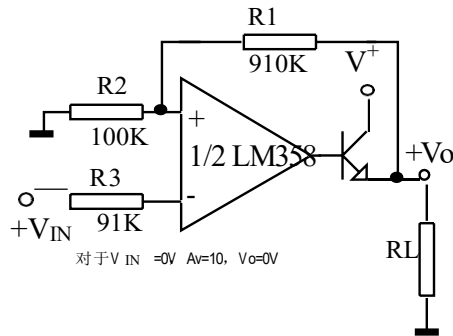 R1
910K
V+
R2
100K
+
1/2 LM358
+Vo
R3
-
91K
+VIN
RL
对于V IN =0V Av=10, Vo=0V